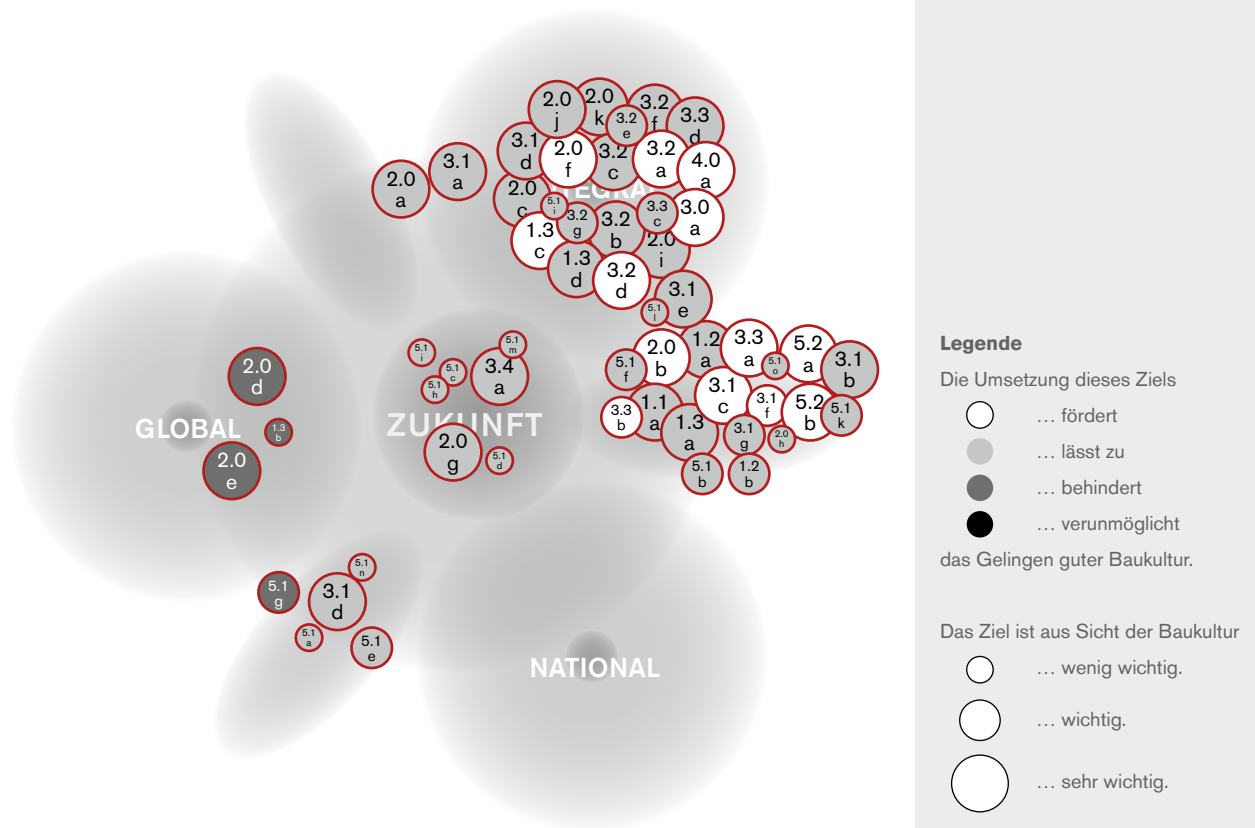 2.0
j
2.0
k
3.2
f
3.2
e
3.3
d
3.1
d
2.0
f
3.2
c
3.2
a
4.0
a
2.0
a
3.1
a
2.0
c
5.1
i
3.2
g
3.2
b
3.3
c
3.0
a
1.3
c
1.3
d
3.2
d
2.0
i
3.1
e
5.1
l
5.1
i
5.1
c
5.1
h
5.1
m
3.4
a
ZUKUNFT
2.0
g
5.1
d
2.0
d
GLOBAL
1.3
b
2.0
e
5.1
f
2.0
b
1.2
a
3.3
a
5.1
o
5.2
a
3.1
b
3.3
b
1.1
a
1.3
a
3.1
c
3.1
f
5.2
b
5.1
k
3.1
g
2.0
h
5.1
b
1.2
b
5.1
g
3.1
d
5.1
n
5.1
a
5.1
e
NATIONAL
Legende
Die Umsetzung dieses Ziels
… fördert
… lässt zu
… behindert
… verunmöglicht
das Gelingen guter Baukultur.
Das Ziel ist aus Sicht der Baukultur
… wenig wichtig.
… wichtig.
… sehr wichtig.